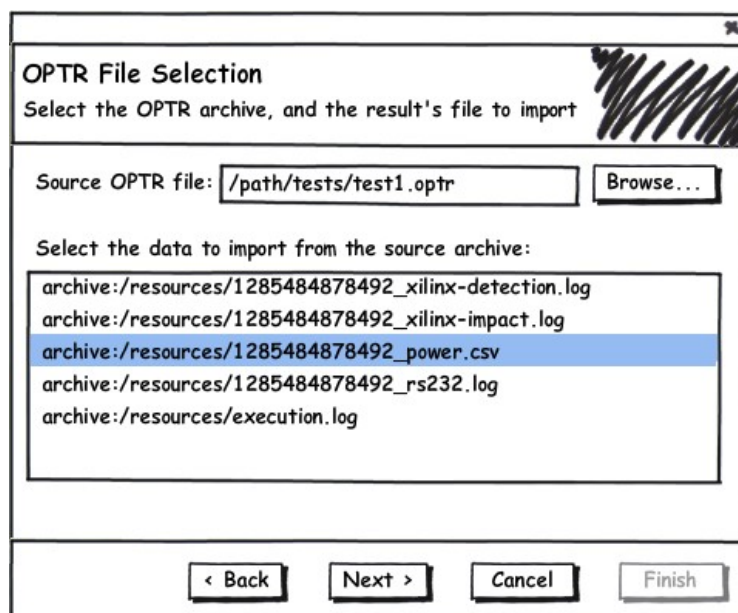 OPTR File Selection
Select the OPTR archive, and the result's file to import
Source OPTR file: /path/tests/test1.optr Browse...
Select the data to import from the source archive:
archive:/resources/1285484878492_xilinx-detection.log
archive:/resources/1285484878492_xilinx-impact.log
archive:/resources/1285484878492_power.csv
archive:/resources/1285484878492_rs232.log
archive:/resources/execution.log
< Back Next > Cancel Finish